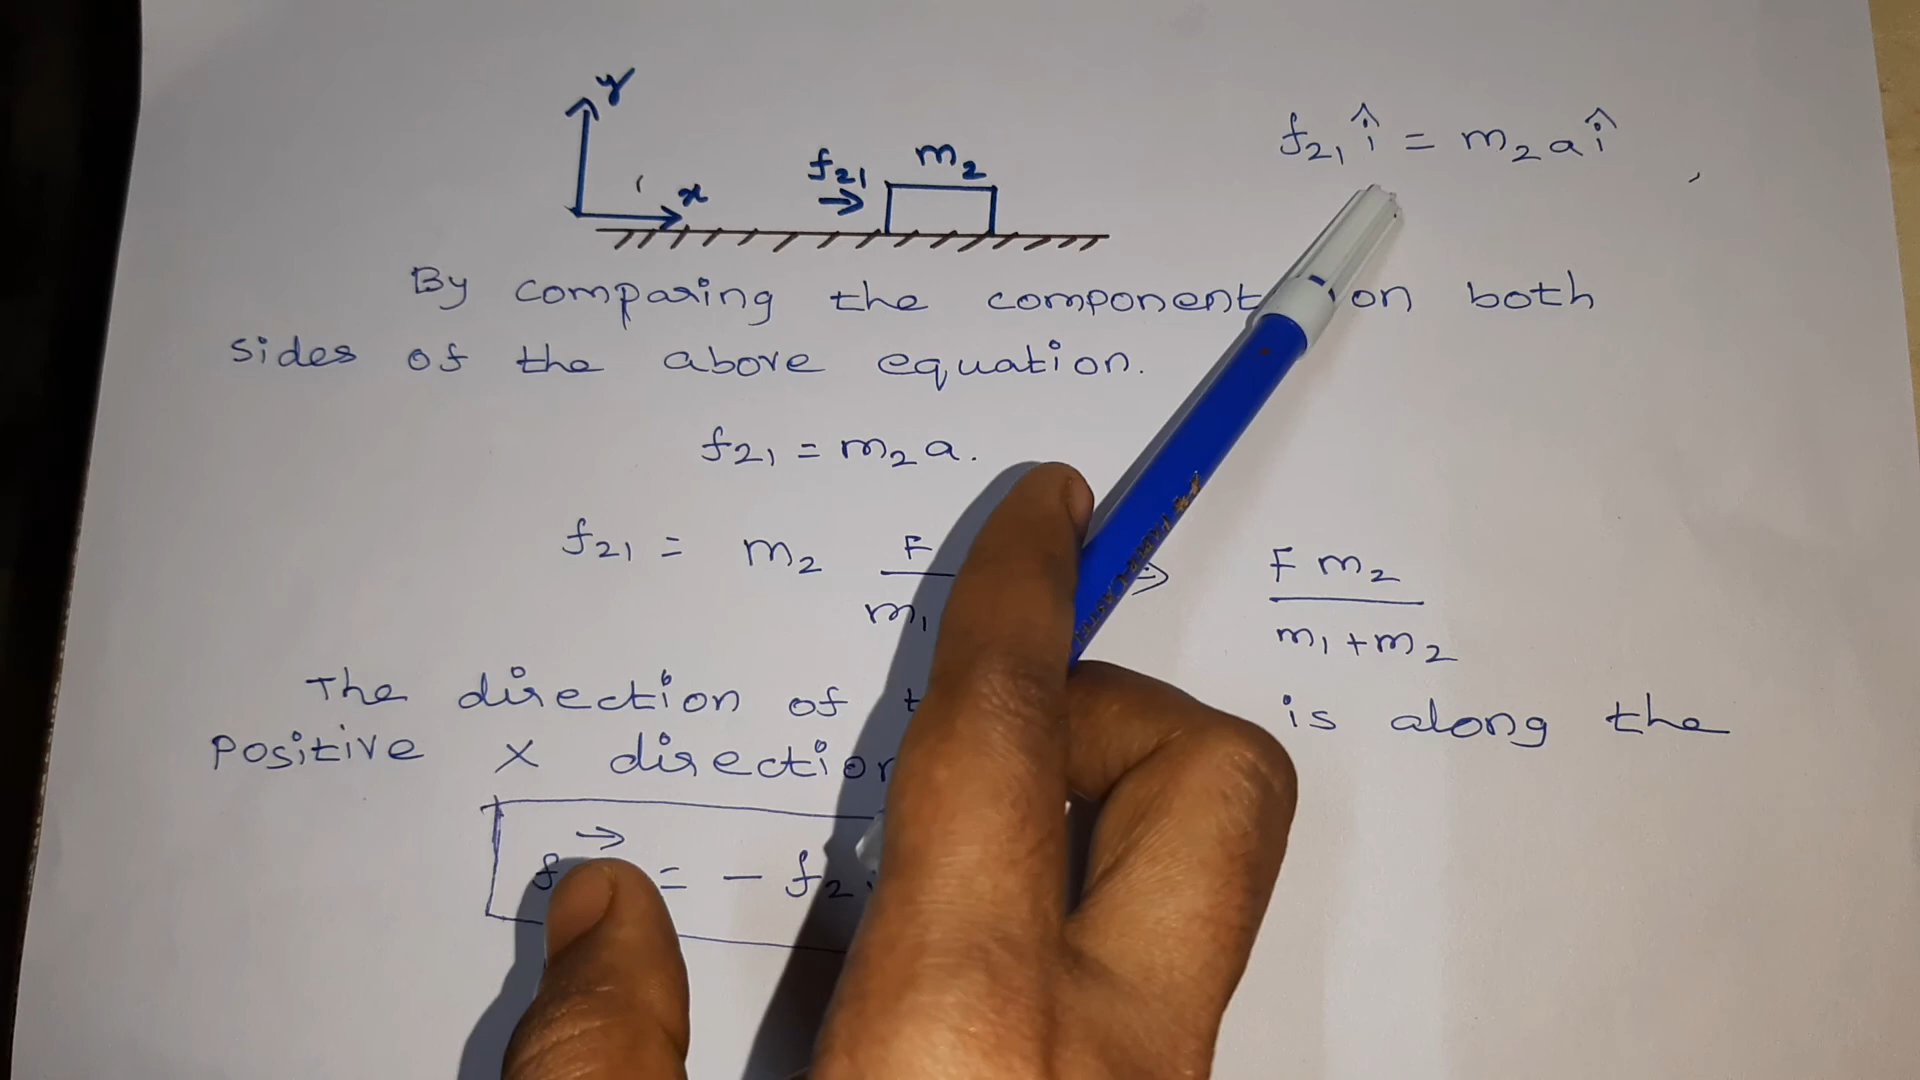 y
x
f21
m2
f21 î = m2 a î
By comparing the component on both
sides of the above equation.
f21 = m2 a.
f21 = m2 F / m1 ⇒ F m2 / m1 + m2
The direction of is along the
positive X direction
f→ = - f21